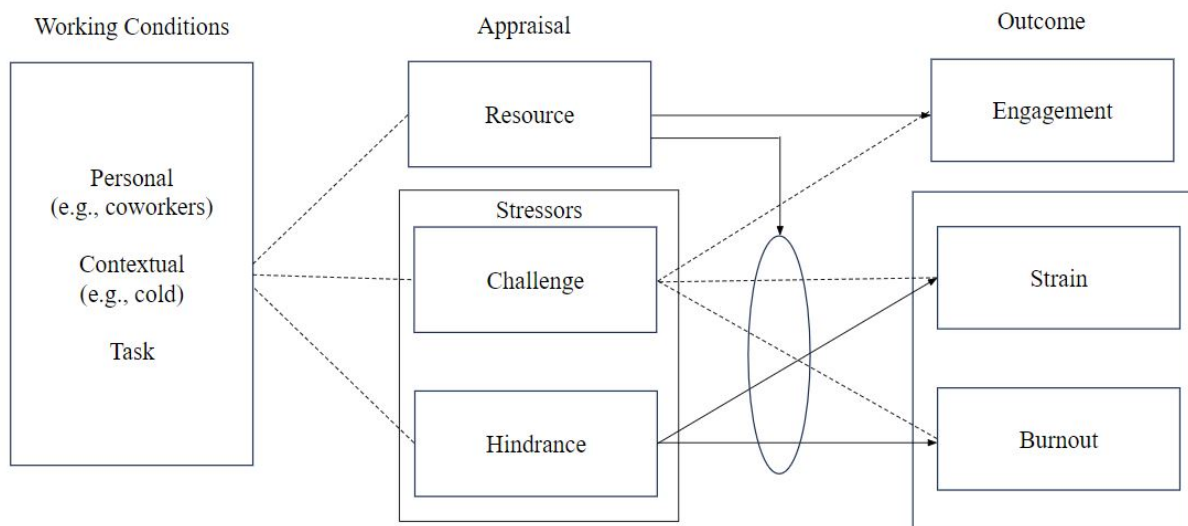 Working Conditions
Appraisal
Outcome
Personal
(e.g., coworkers)
Contextual
(e.g., cold)
Task
Resource
Stressors
Challenge
Hindrance
Engagement
Strain
Burnout